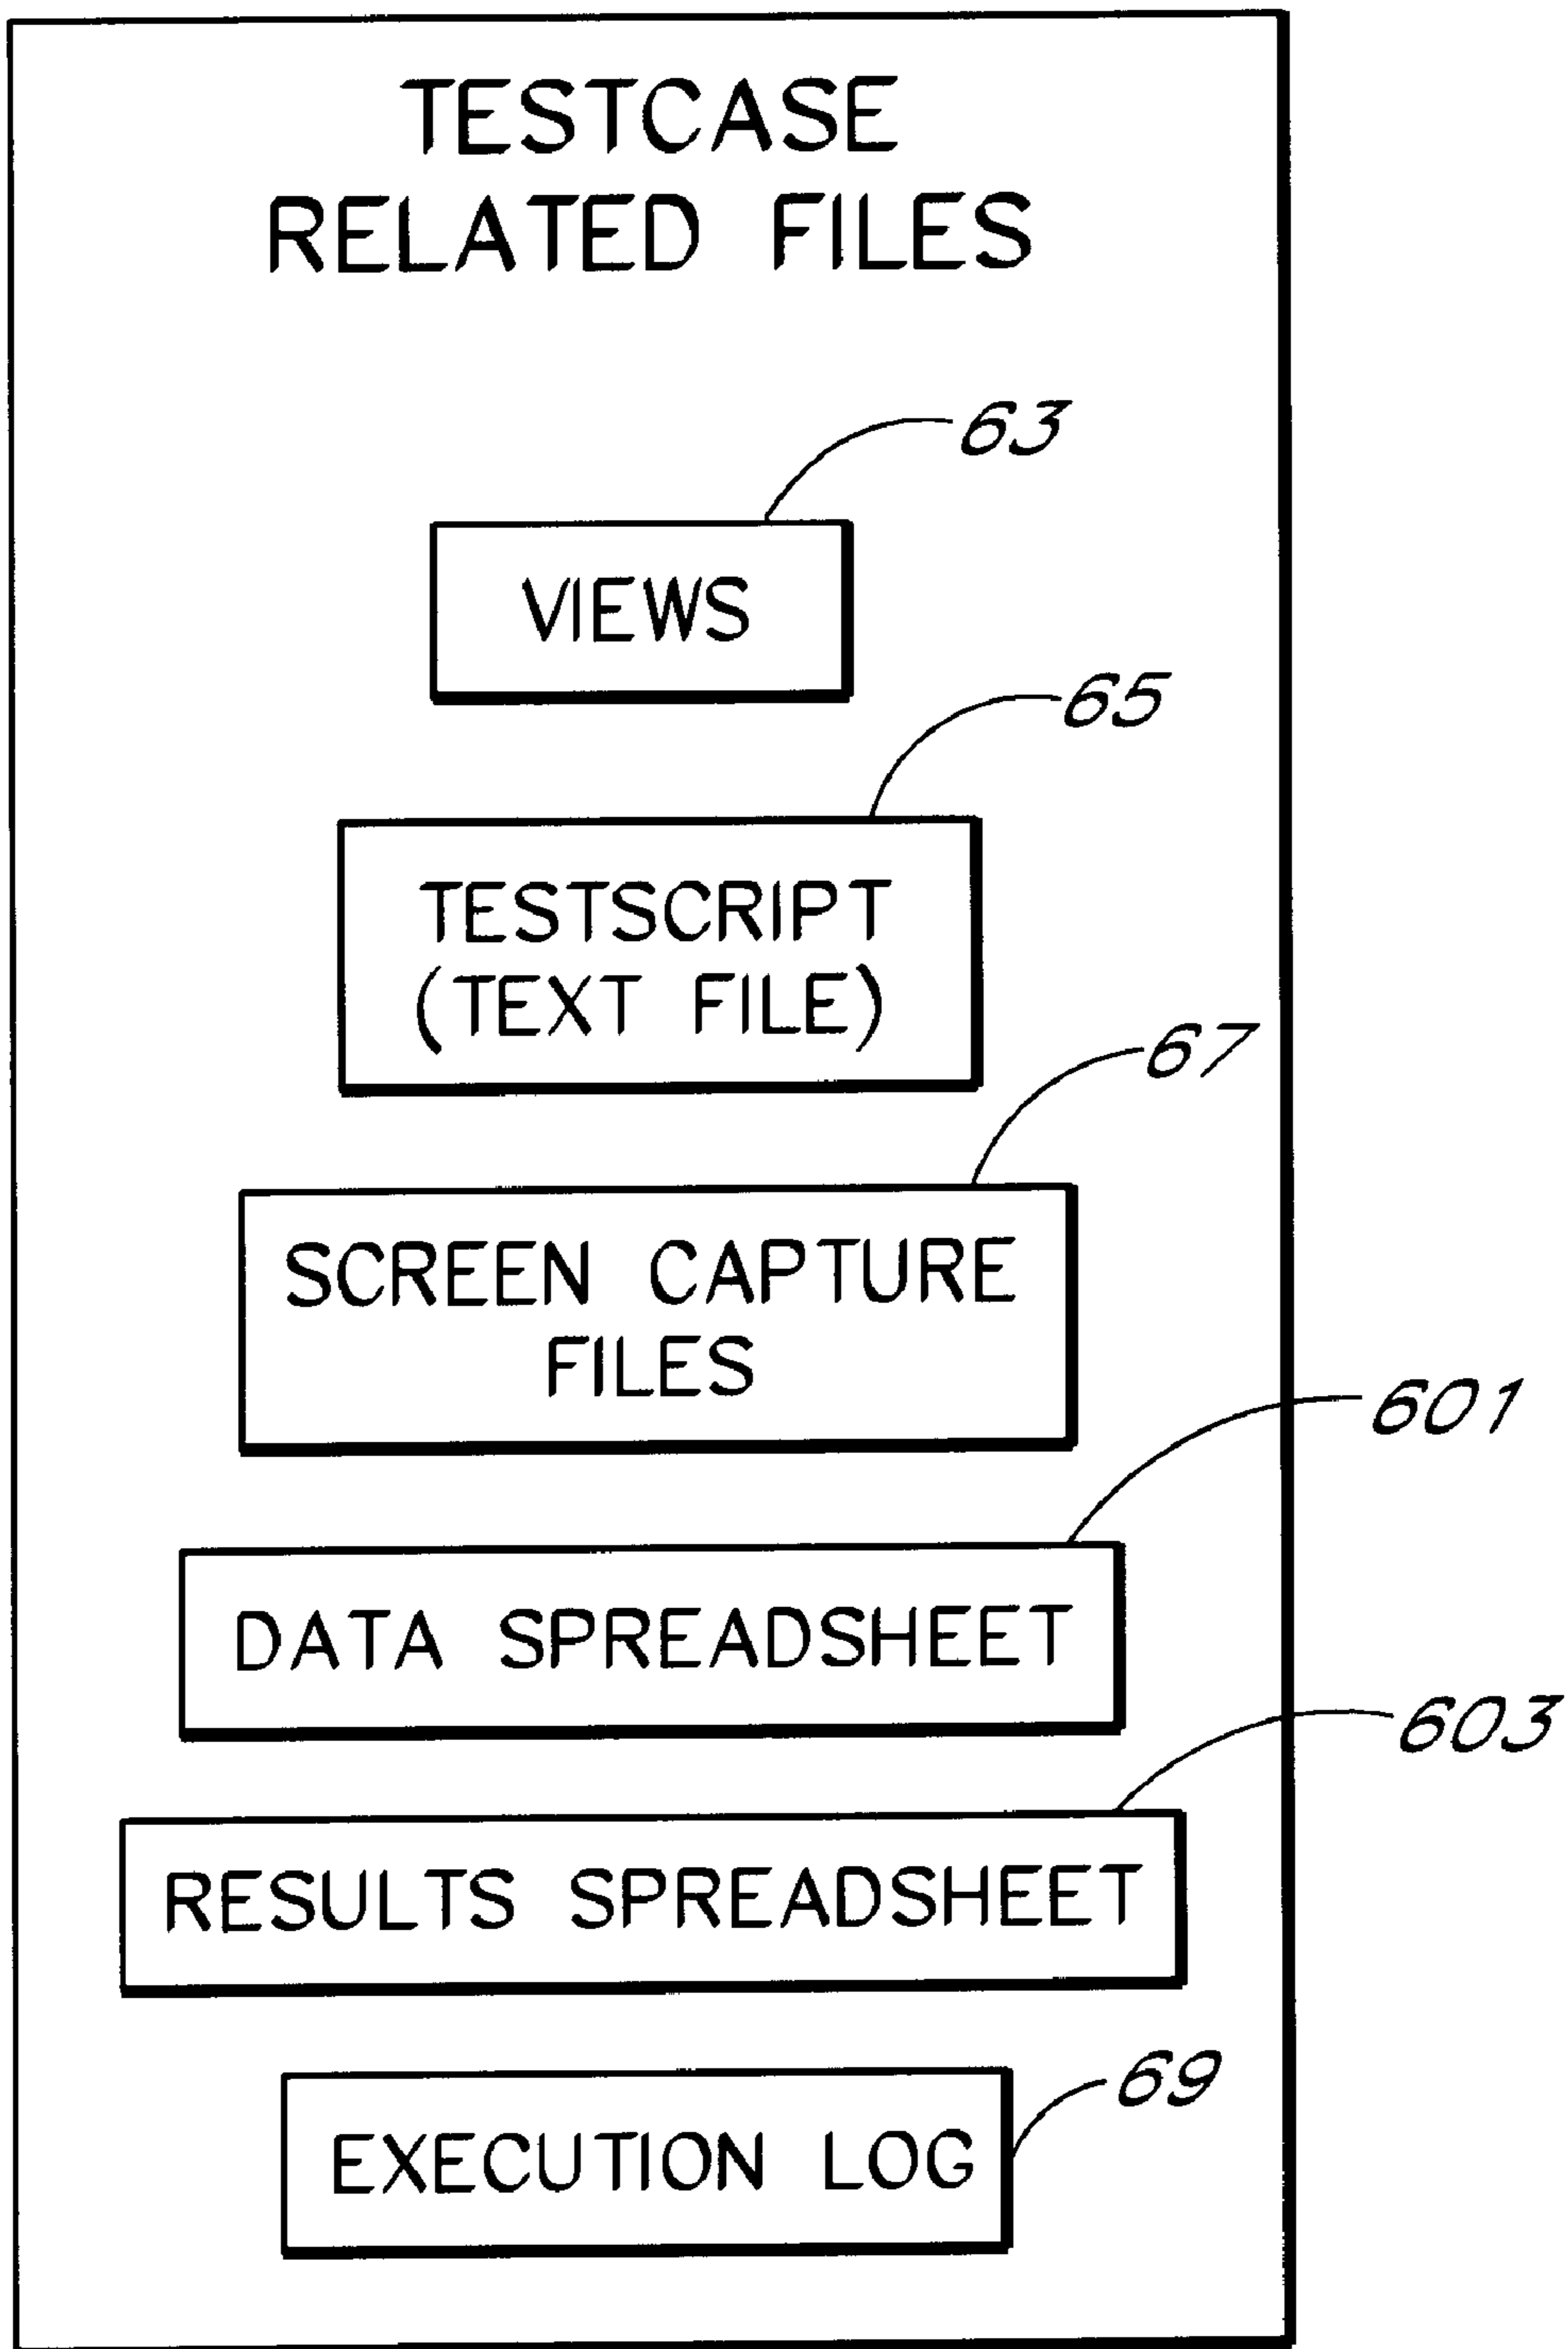 TESTCASE
RELATED FILES
63
VIEWS
65
TESTSCRIPT
(TEXT FILE)
67
SCREEN CAPTURE
FILES
601
DATA SPREADSHEET
603
RESULTS SPREADSHEET
69
EXECUTION LOG